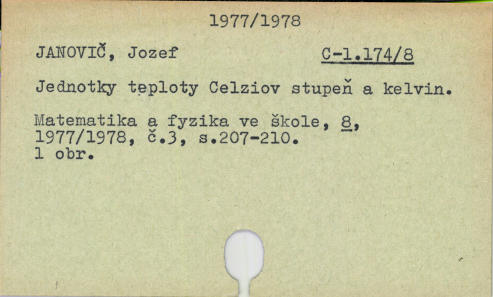 1977/1978
JANOVIČ, Jozef C-1.174/8
Jednotky teploty Celziov stupeň a kelvin.
Matematika a fyzika ve škole, 8,
1977/1978, č.3, s.207-210.
1 obr.